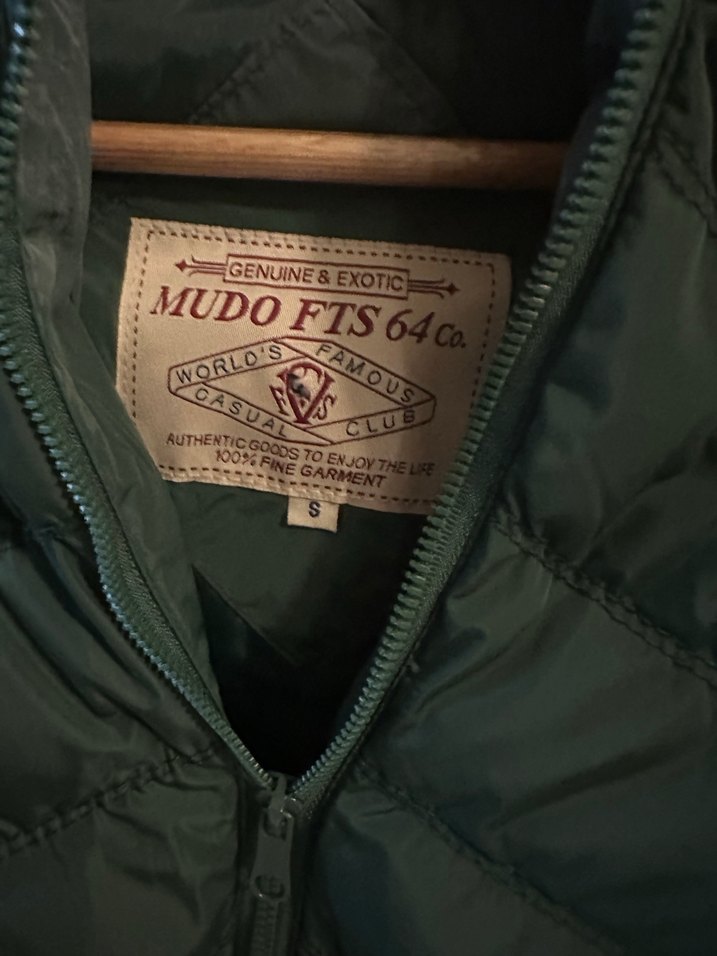 GENUINE & EXOTIC
MUDO FTS 64 Co.
WORLD'S FAMOUS
CASUAL CLUB
AUTHENTIC GOODS TO ENJOY THE LIFE
100% FINE GARMENT
S